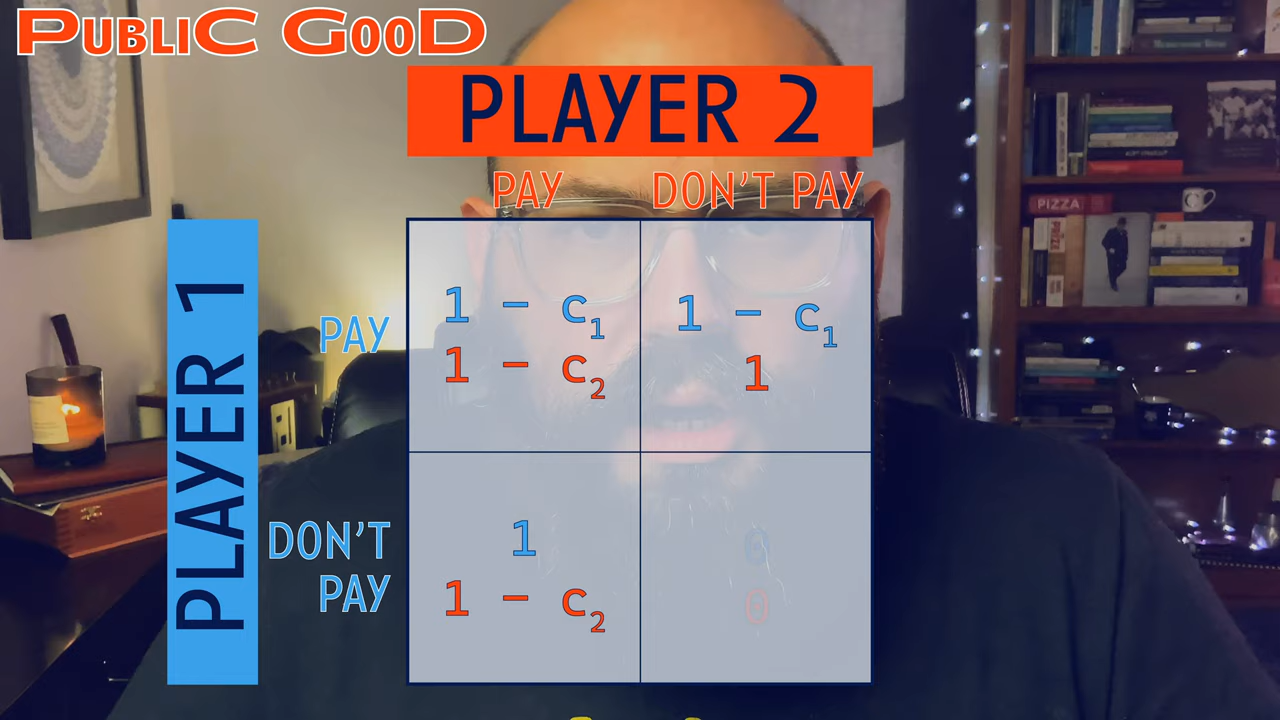 PUBLIC GOOD
PLAYER 2
PAY DON'T PAY
PLAYER 1
PAY
1 - c₁ 1 - c₁
1 - c₂ 1
DON'T
PAY
1 0
1 - c₂ 0
PIZZA